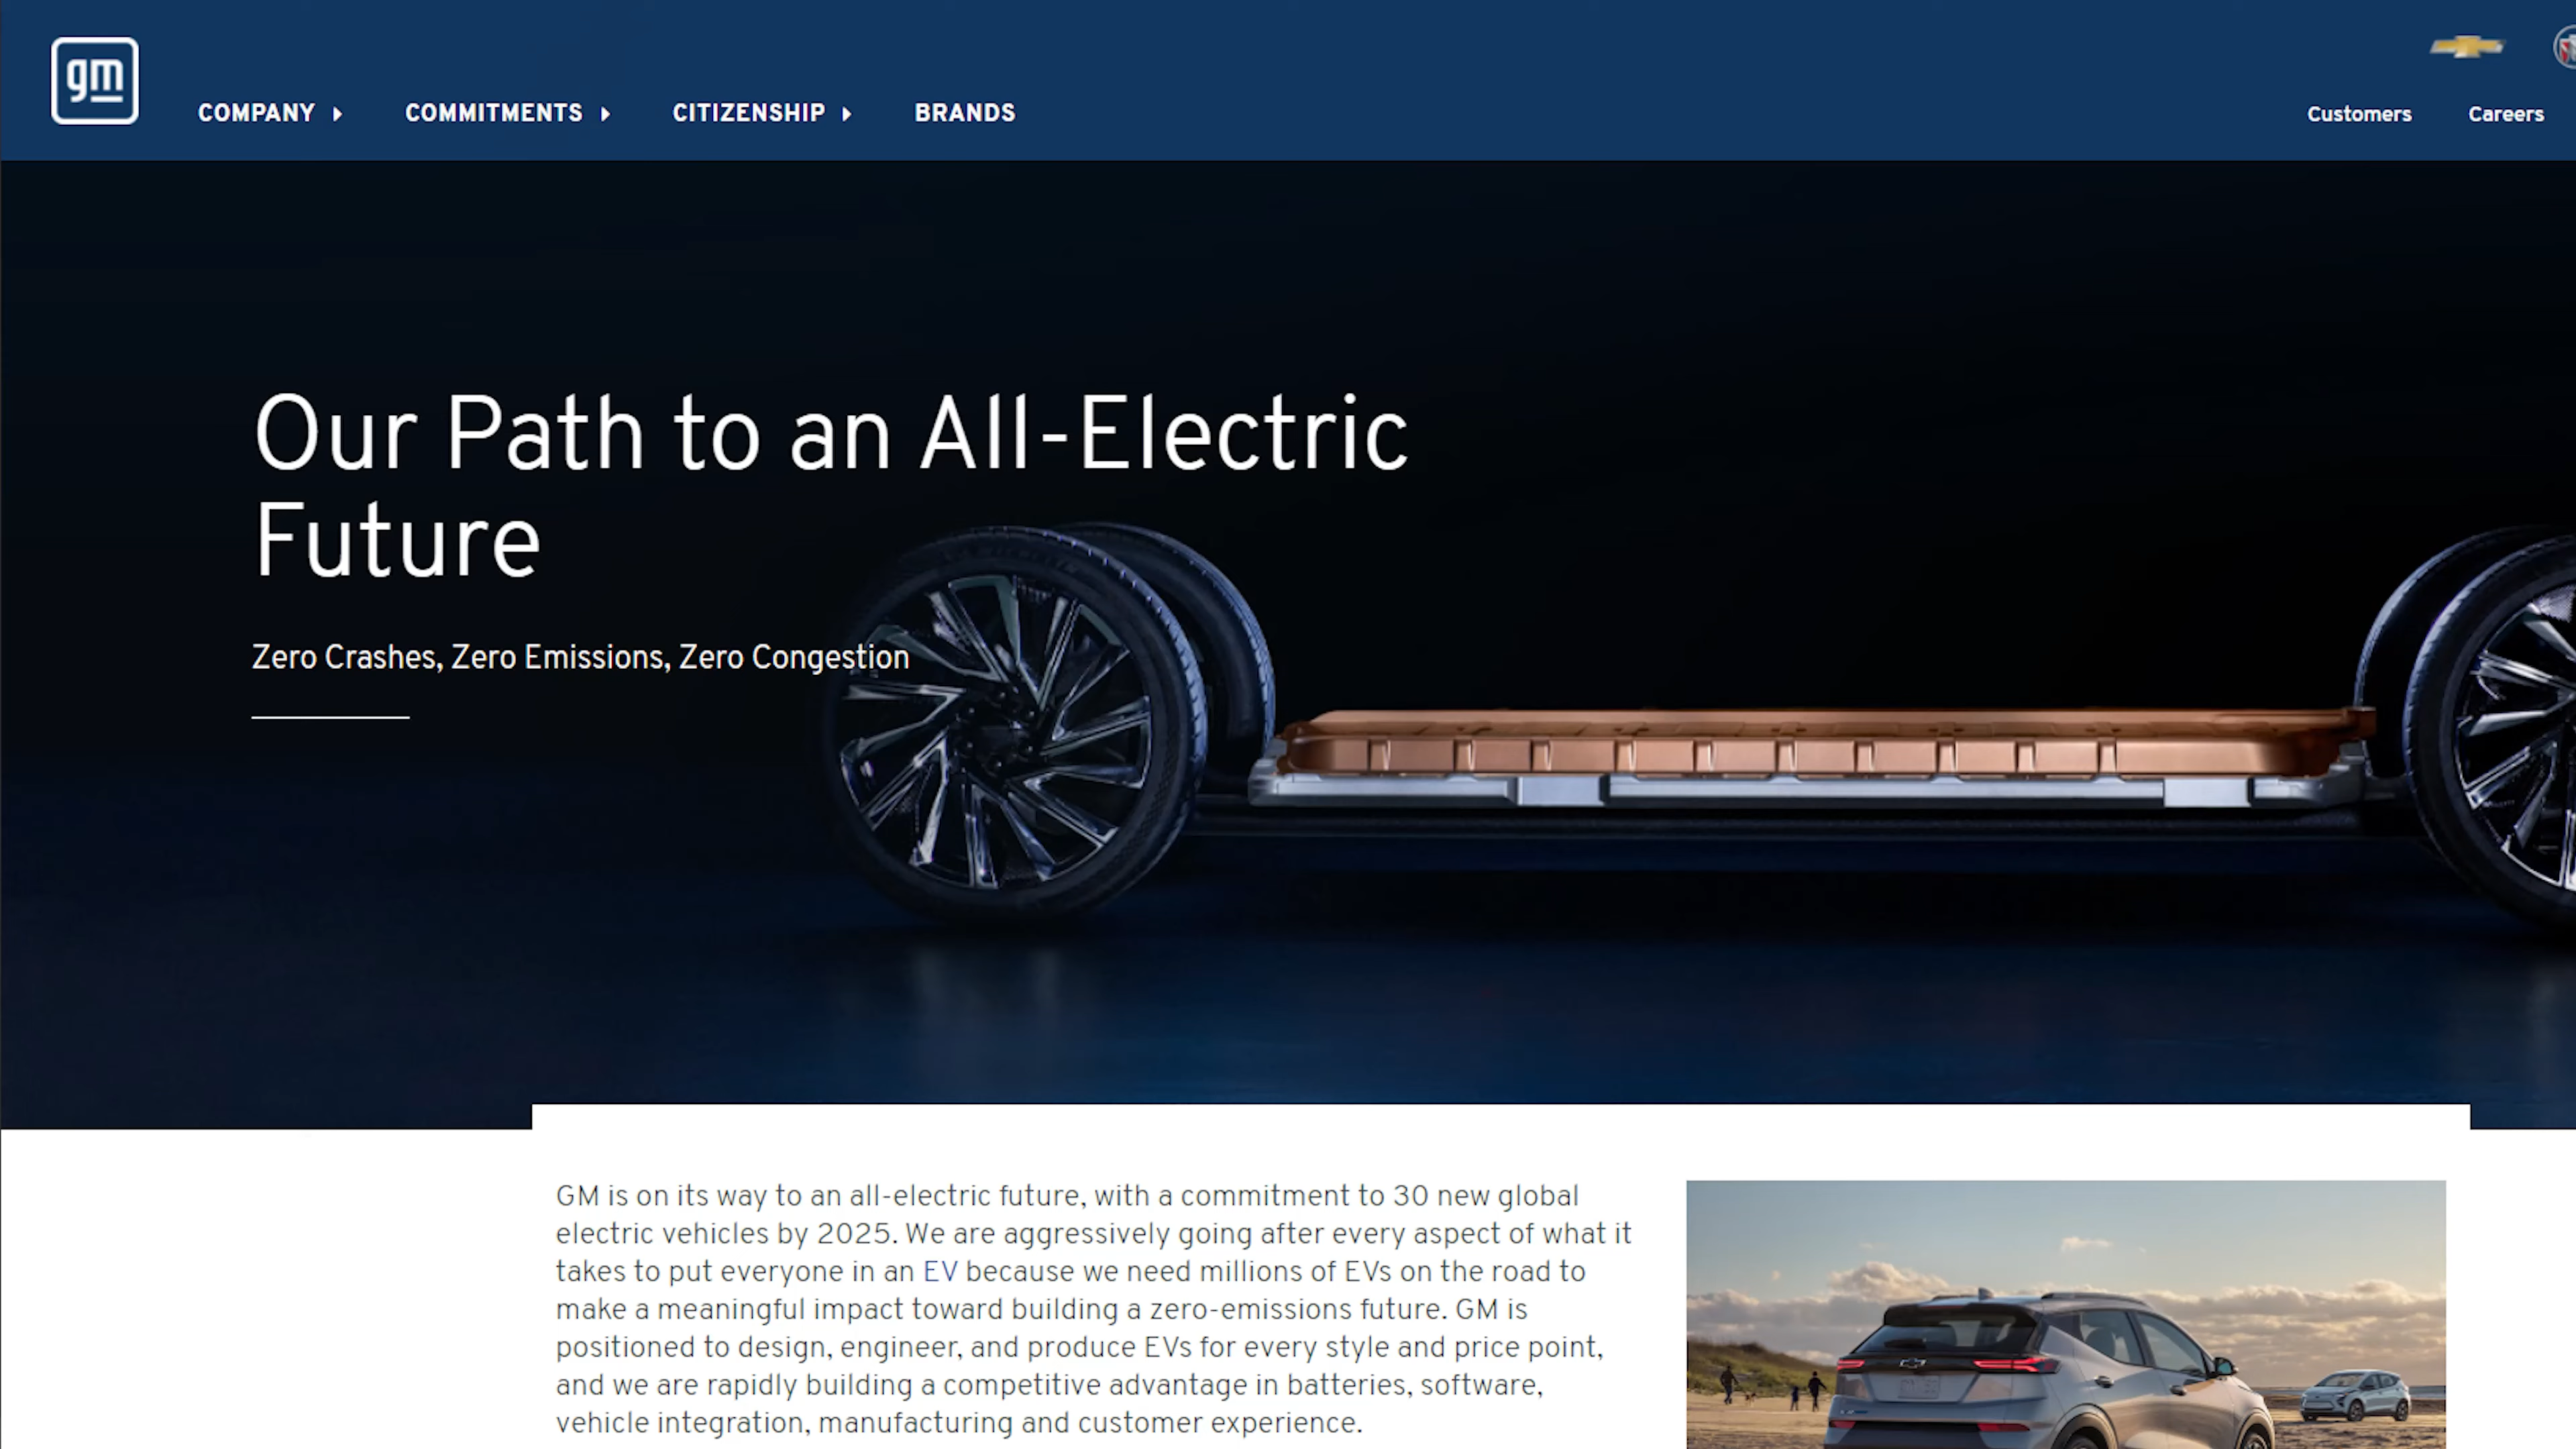 gm
COMPANY
COMMITMENTS
CITIZENSHIP
BRANDS
Customers
Careers
Our Path to an All-Electric
Future
Zero Crashes, Zero Emissions, Zero Congestion
GM is on its way to an all-electric future, with a commitment to 30 new global
electric vehicles by 2025. We are aggressively going after every aspect of what it
takes to put everyone in an EV because we need millions of EVs on the road to
make a meaningful impact toward building a zero-emissions future. GM is
positioned to design, engineer, and produce EVs for every style and price point,
and we are rapidly building a competitive advantage in batteries, software,
vehicle integration, manufacturing and customer experience.